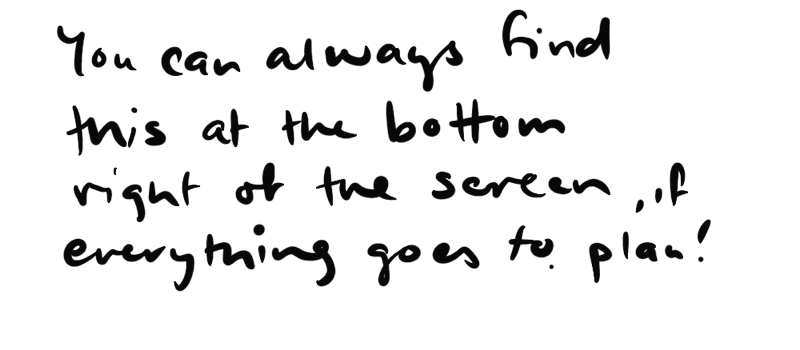 You can always find
this at the bottom
right of the screen, if
everything goes to plan!